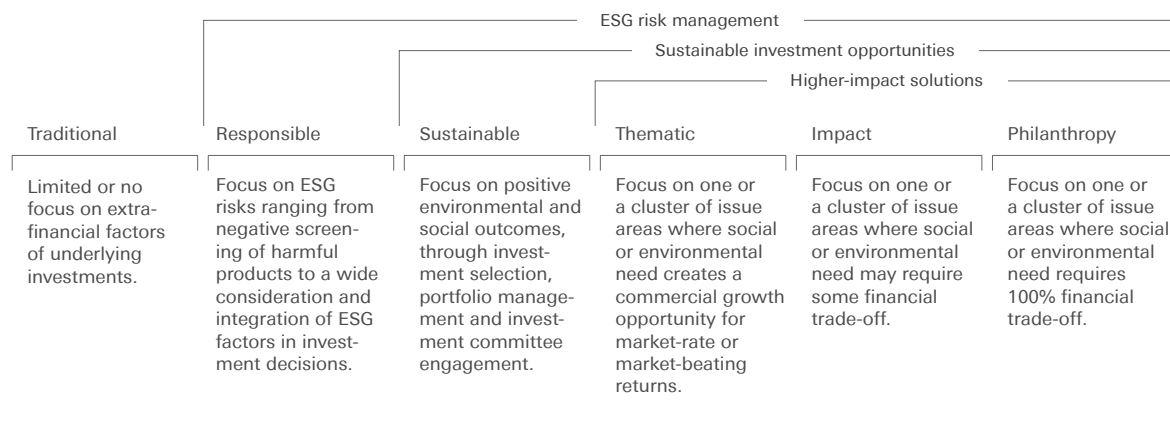 ESG risk management
Sustainable investment opportunities
Higher-impact solutions
Traditional
Limited or no
focus on extra-
financial factors
of underlying
investments.
Responsible
Focus on ESG
risks ranging from
negative screen-
ing of harmful
products to a wide
consideration and
integration of ESG
factors in invest-
ment decisions.
Sustainable
Focus on positive
environmental and
social outcomes,
through invest-
ment selection,
portfolio manage-
ment and invest-
ment committee
engagement.
Thematic
Focus on one or
a cluster of issue
areas where social
or environmental
need creates a
commercial growth
opportunity for
market-rate or
market-beating
returns.
Impact
Focus on one or
a cluster of issue
areas where social
or environmental
need may require
some financial
trade-off.
Philanthropy
Focus on one or
a cluster of issue
areas where social
or environmental
need requires
100% financial
trade-off.